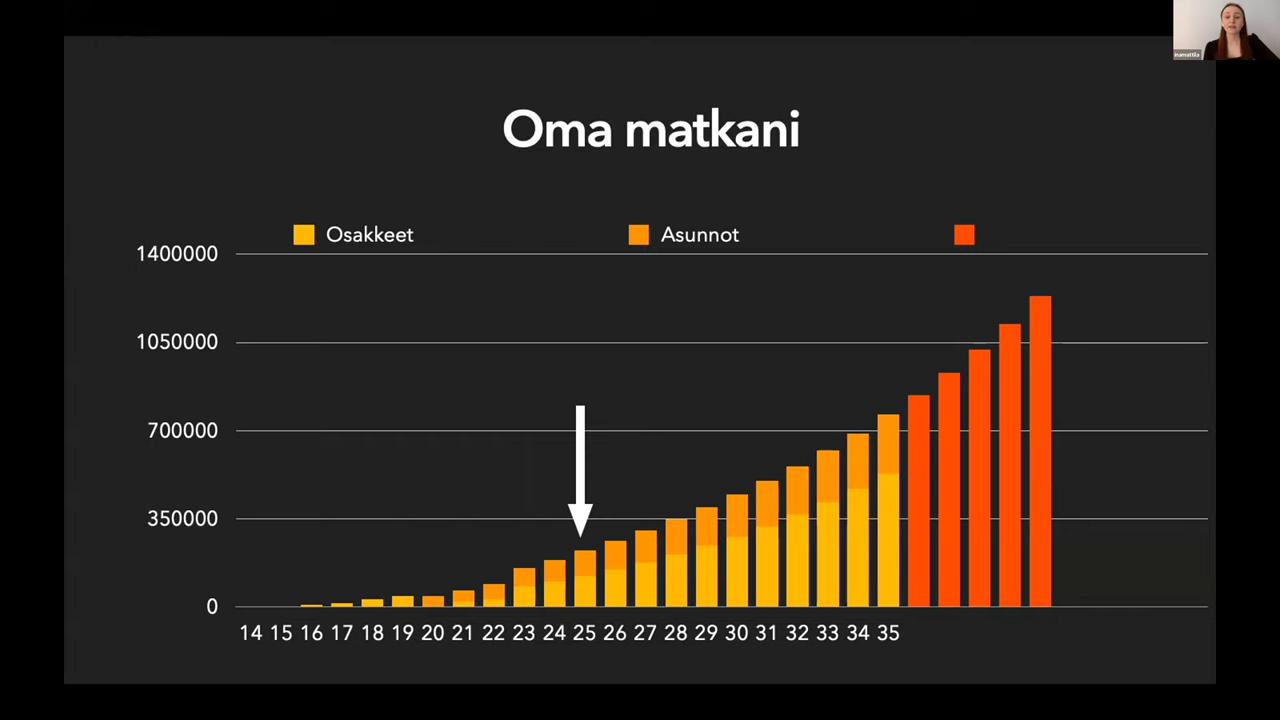 inamattila
Oma matkani
Osakkeet Asunnot
1400000
1050000
700000
350000
0
14 15 16 17 18 19 20 21 22 23 24 25 26 27 28 29 30 31 32 33 34 35